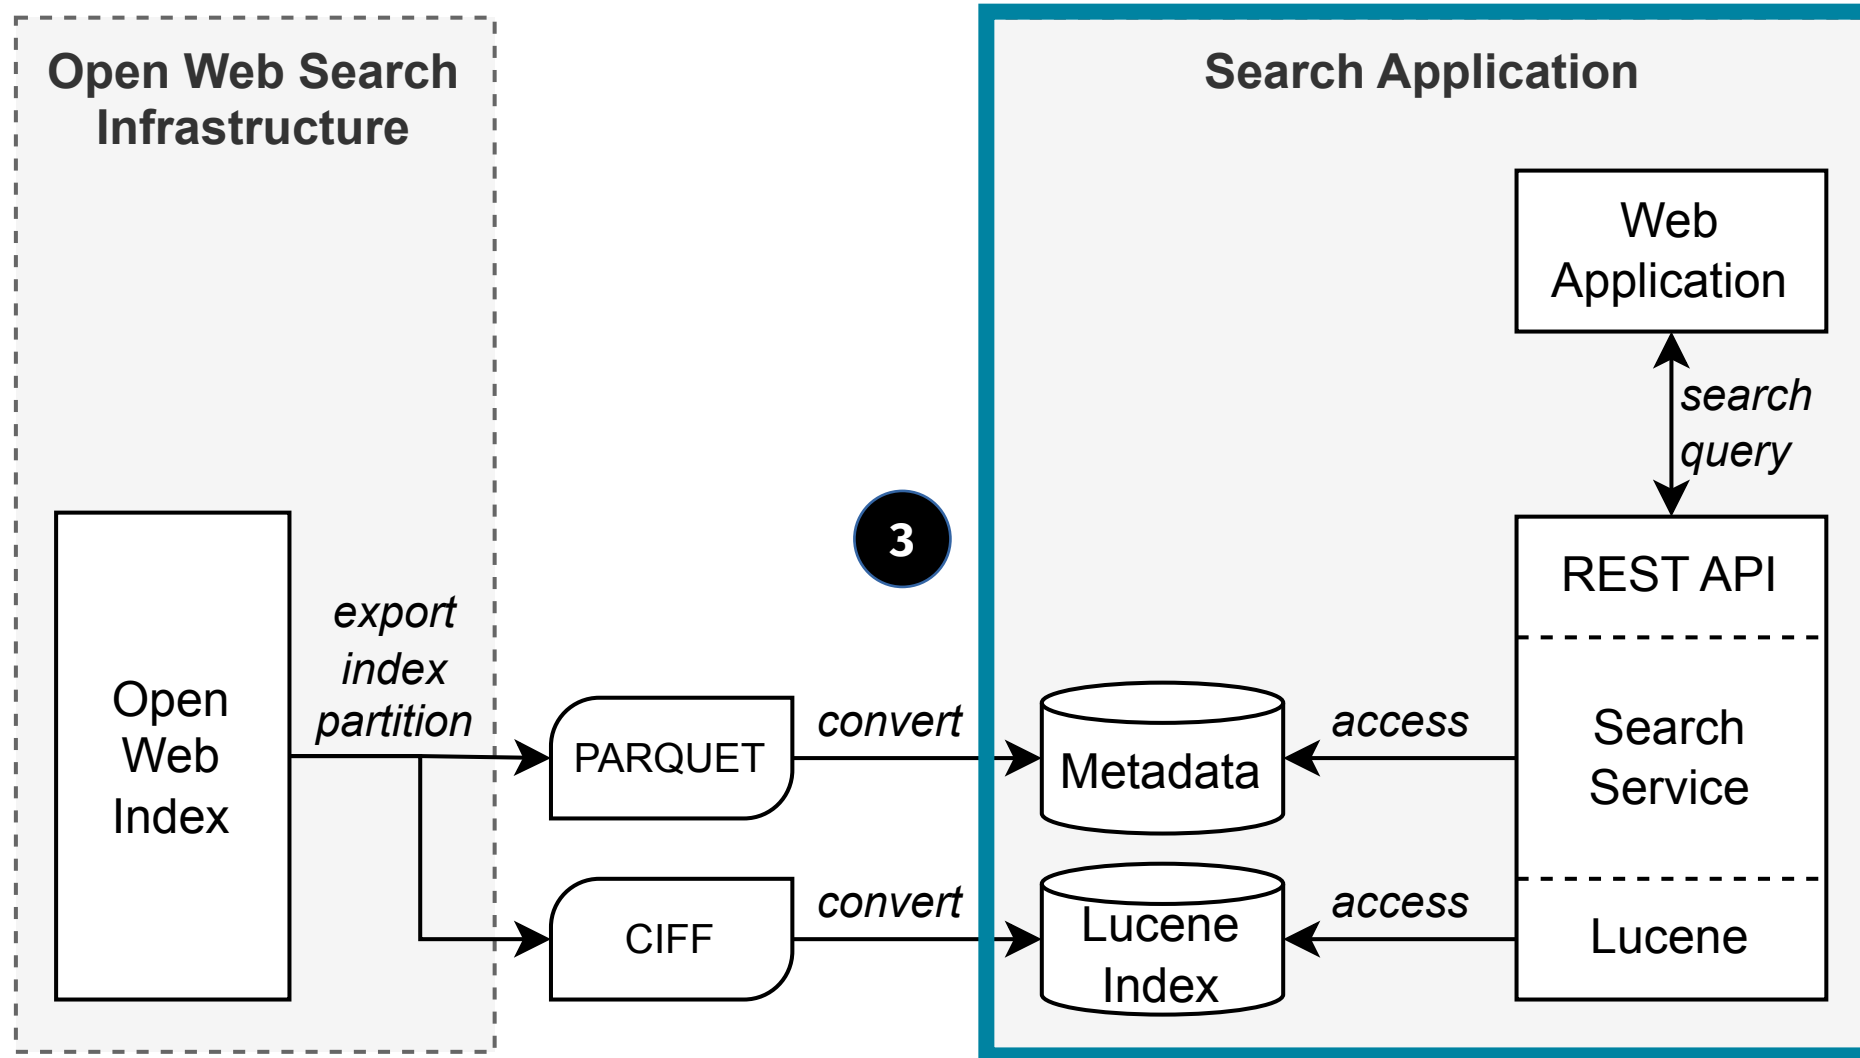 Open Web Search
Infrastructure
Search Application
Web
Application
search
query
3
REST API
export
index
partition
Open
Web
Index
PARQUET
convert
Metadata
access
Search
Service
CIFF
convert
Lucene
Index
access
Lucene